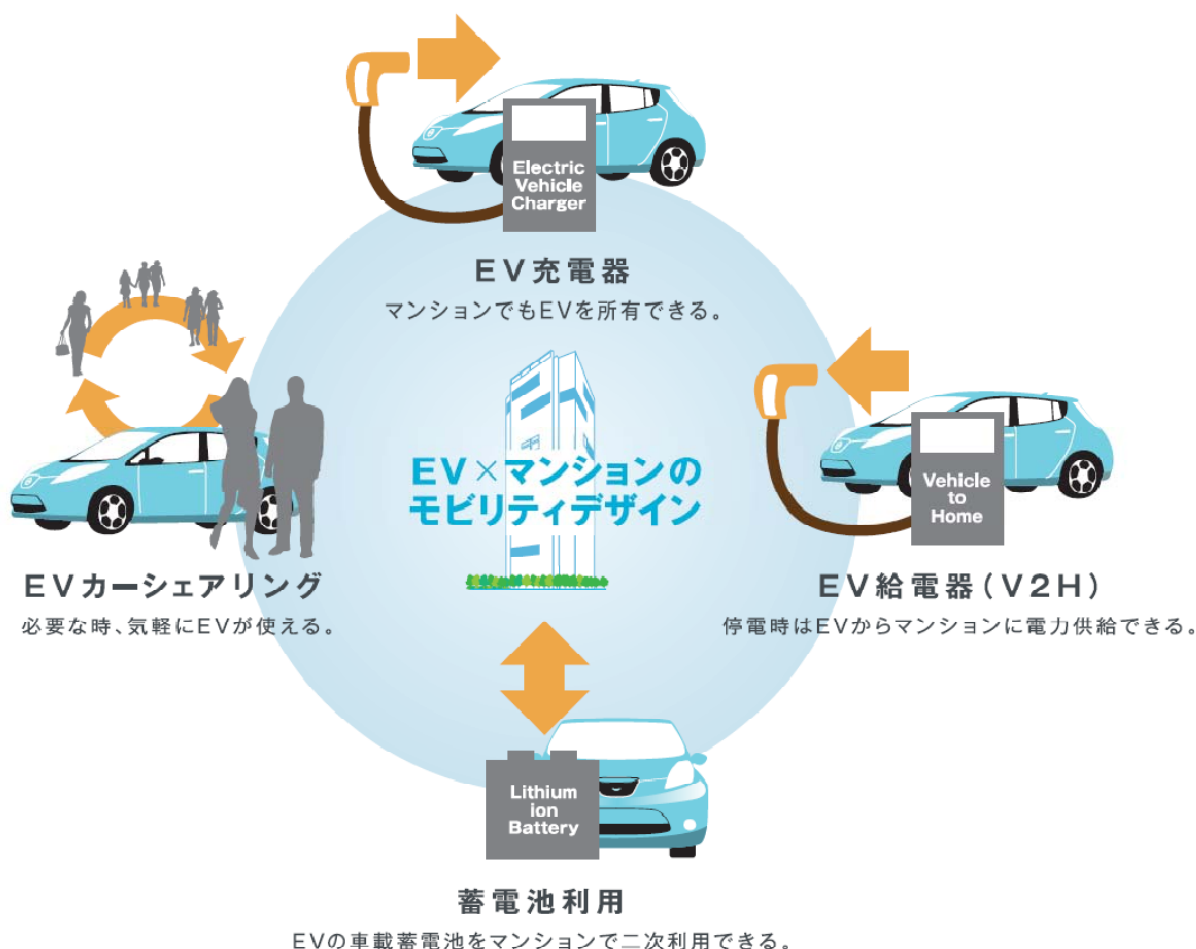 Electric
Vehicle
Charger
EV充電器
マンションでもEVを所有できる。
EV×マンションの
モビリティデザイン
Vehicle
to
Home
EVカーシェアリング
必要な時、気軽にEVが使える。
EV給電器(V2H)
停電時はEVからマンションに電力供給できる。
Lithium
ion
Battery
蓄電池利用
EVの車載蓄電池をマンションで二次利用できる。